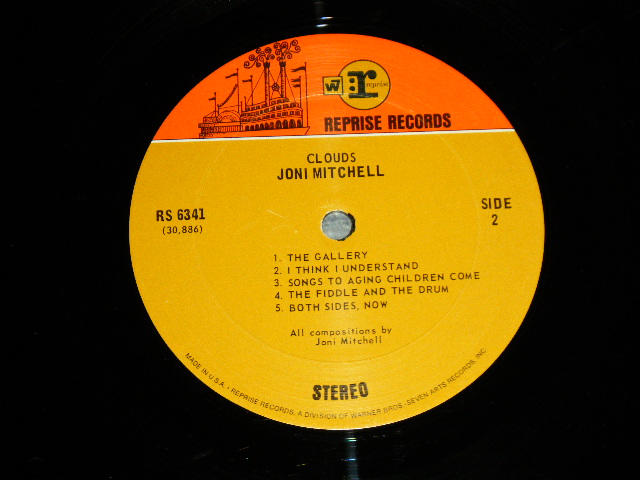 W7 r: reprise
REPRISE RECORDS
CLOUDS
JONI MITCHELL
RS 6341
(30,886)
SIDE
2
1. THE GALLERY
2. I THINK I UNDERSTAND
3. SONGS TO AGING CHILDREN COME
4. THE FIDDLE AND THE DRUM
5. BOTH SIDES, NOW
All compositions by
Joni Mitchell
STEREO
MADE IN U.S.A. • REPRISE RECORDS, A DIVISION OF WARNER BROS.-SEVEN ARTS RECORDS, INC.